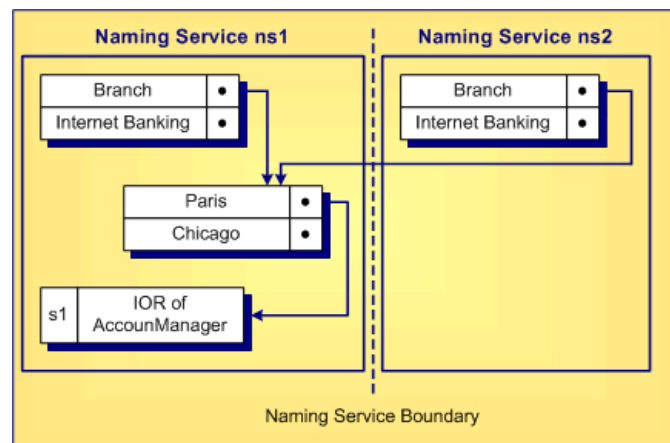 Naming Service ns1
Naming Service ns2
Branch
Internet Banking
Branch
Internet Banking
Paris
Chicago
s1
IOR of
AccounManager
Naming Service Boundary